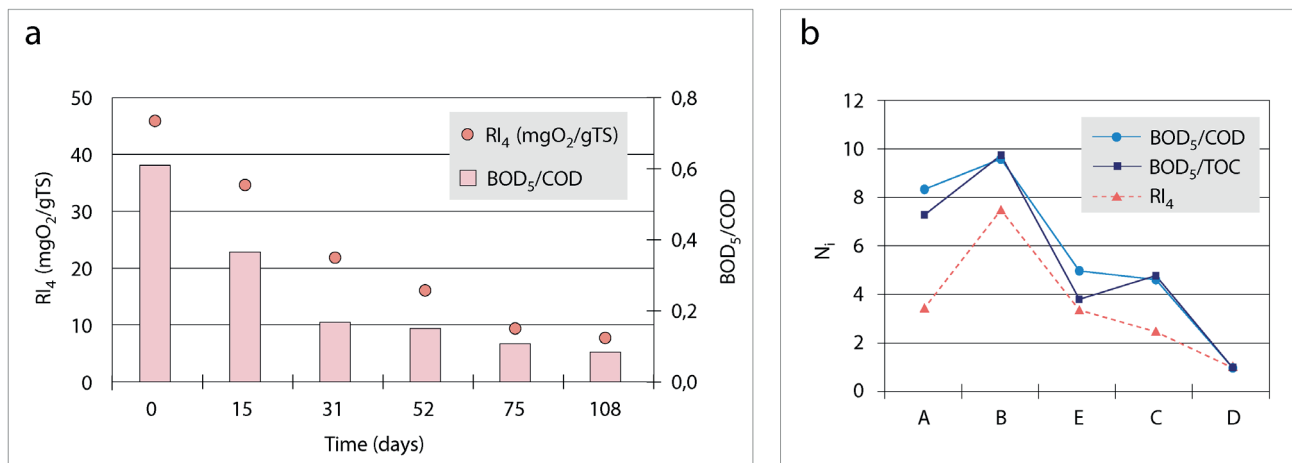 a
50
40
30
20
10
0
RI₄ (mgO₂/gTS)
0,8
0,6
0,4
0,2
0,0
BOD₅/COD
RI₄ (mgO₂/gTS)
BOD₅/COD
0 15 31 52 75 108
Time (days)
b
12
10
8
6
4
2
0
Nᵢ
BOD₅/COD
BOD₅/TOC
RI₄
A B E C D